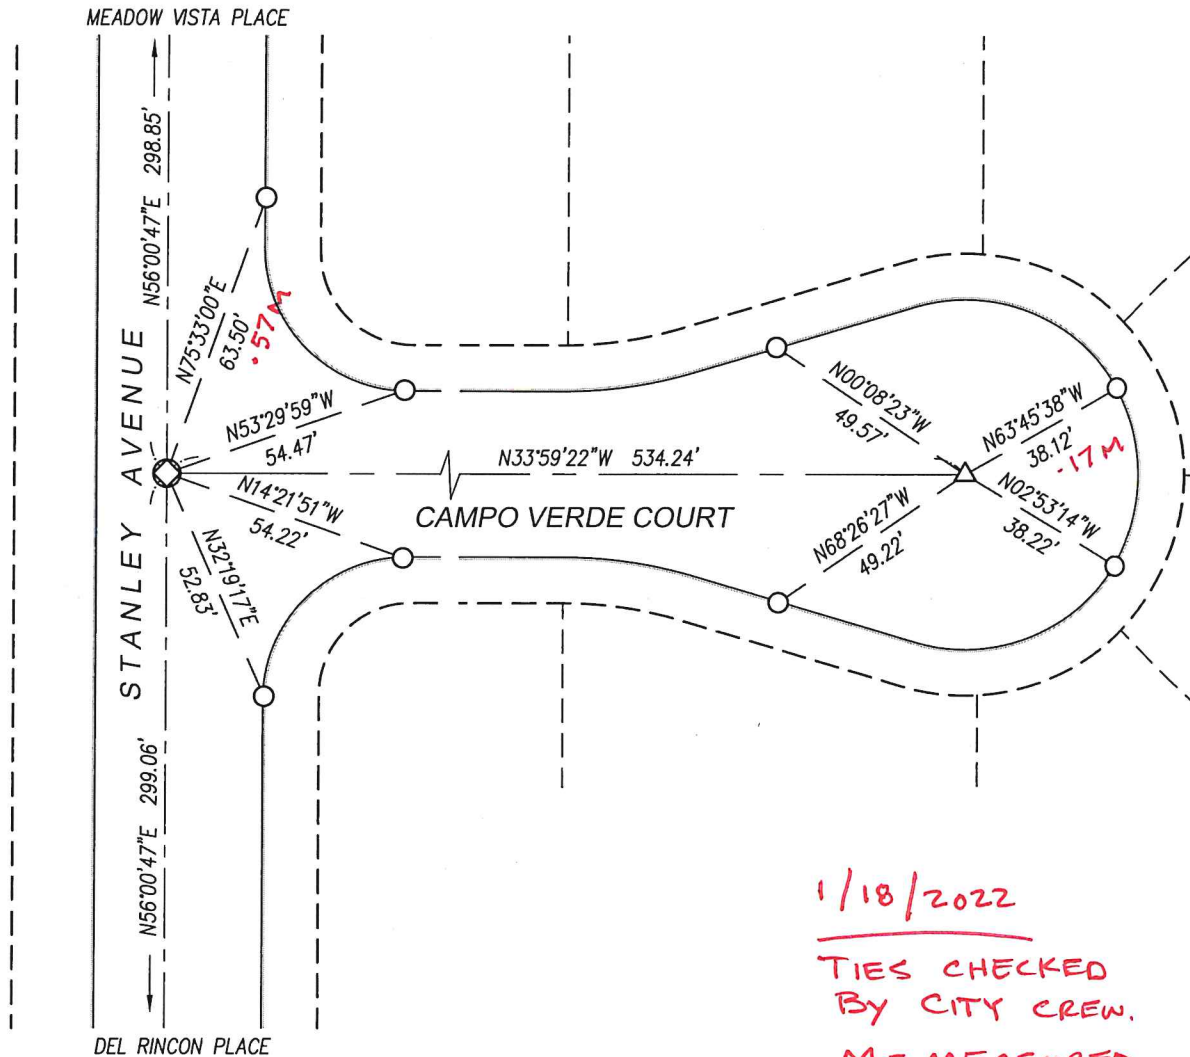 MEADOW VISTA PLACE
N56°00'47"E 298.85'
N75°33'00"E
63.50'
.57 M
STANLEY AVENUE
N53°29'59"W
54.47'
N14°21'51"W
54.22'
N32°19'17"E
52.83'
N33°59'22"W 534.24'
CAMPO VERDE COURT
N00°08'23"W
49.57'
N63°45'38"W
38.12'
.17 M
N02°53'14"W
38.22'
N68°26'27"W
49.22'
N56°00'47"E 299.06'
DEL RINCON PLACE
1/18/2022
TIES CHECKED
BY CITY CREW.
M = MEASURED